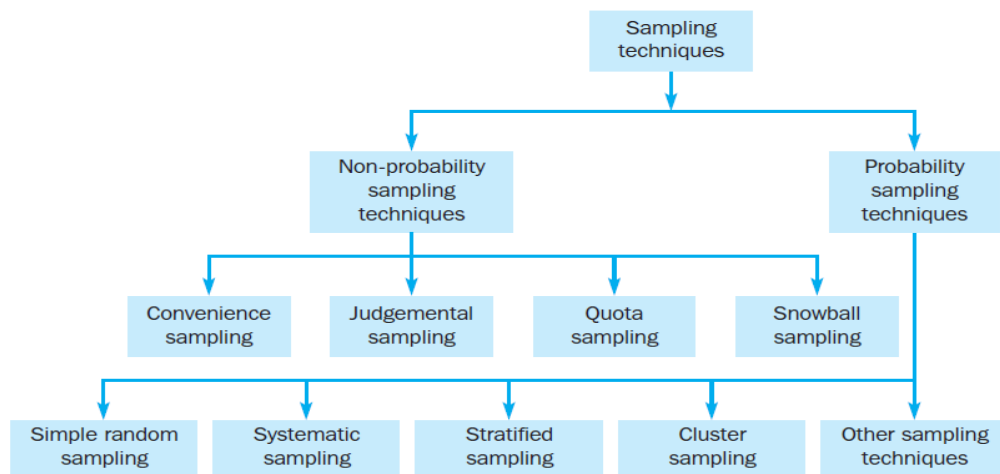 Sampling
techniques
Non-probability
sampling
techniques
Probability
sampling
techniques
Convenience
sampling
Judgemental
sampling
Quota
sampling
Snowball
sampling
Simple random
sampling
Systematic
sampling
Stratified
sampling
Cluster
sampling
Other sampling
techniques